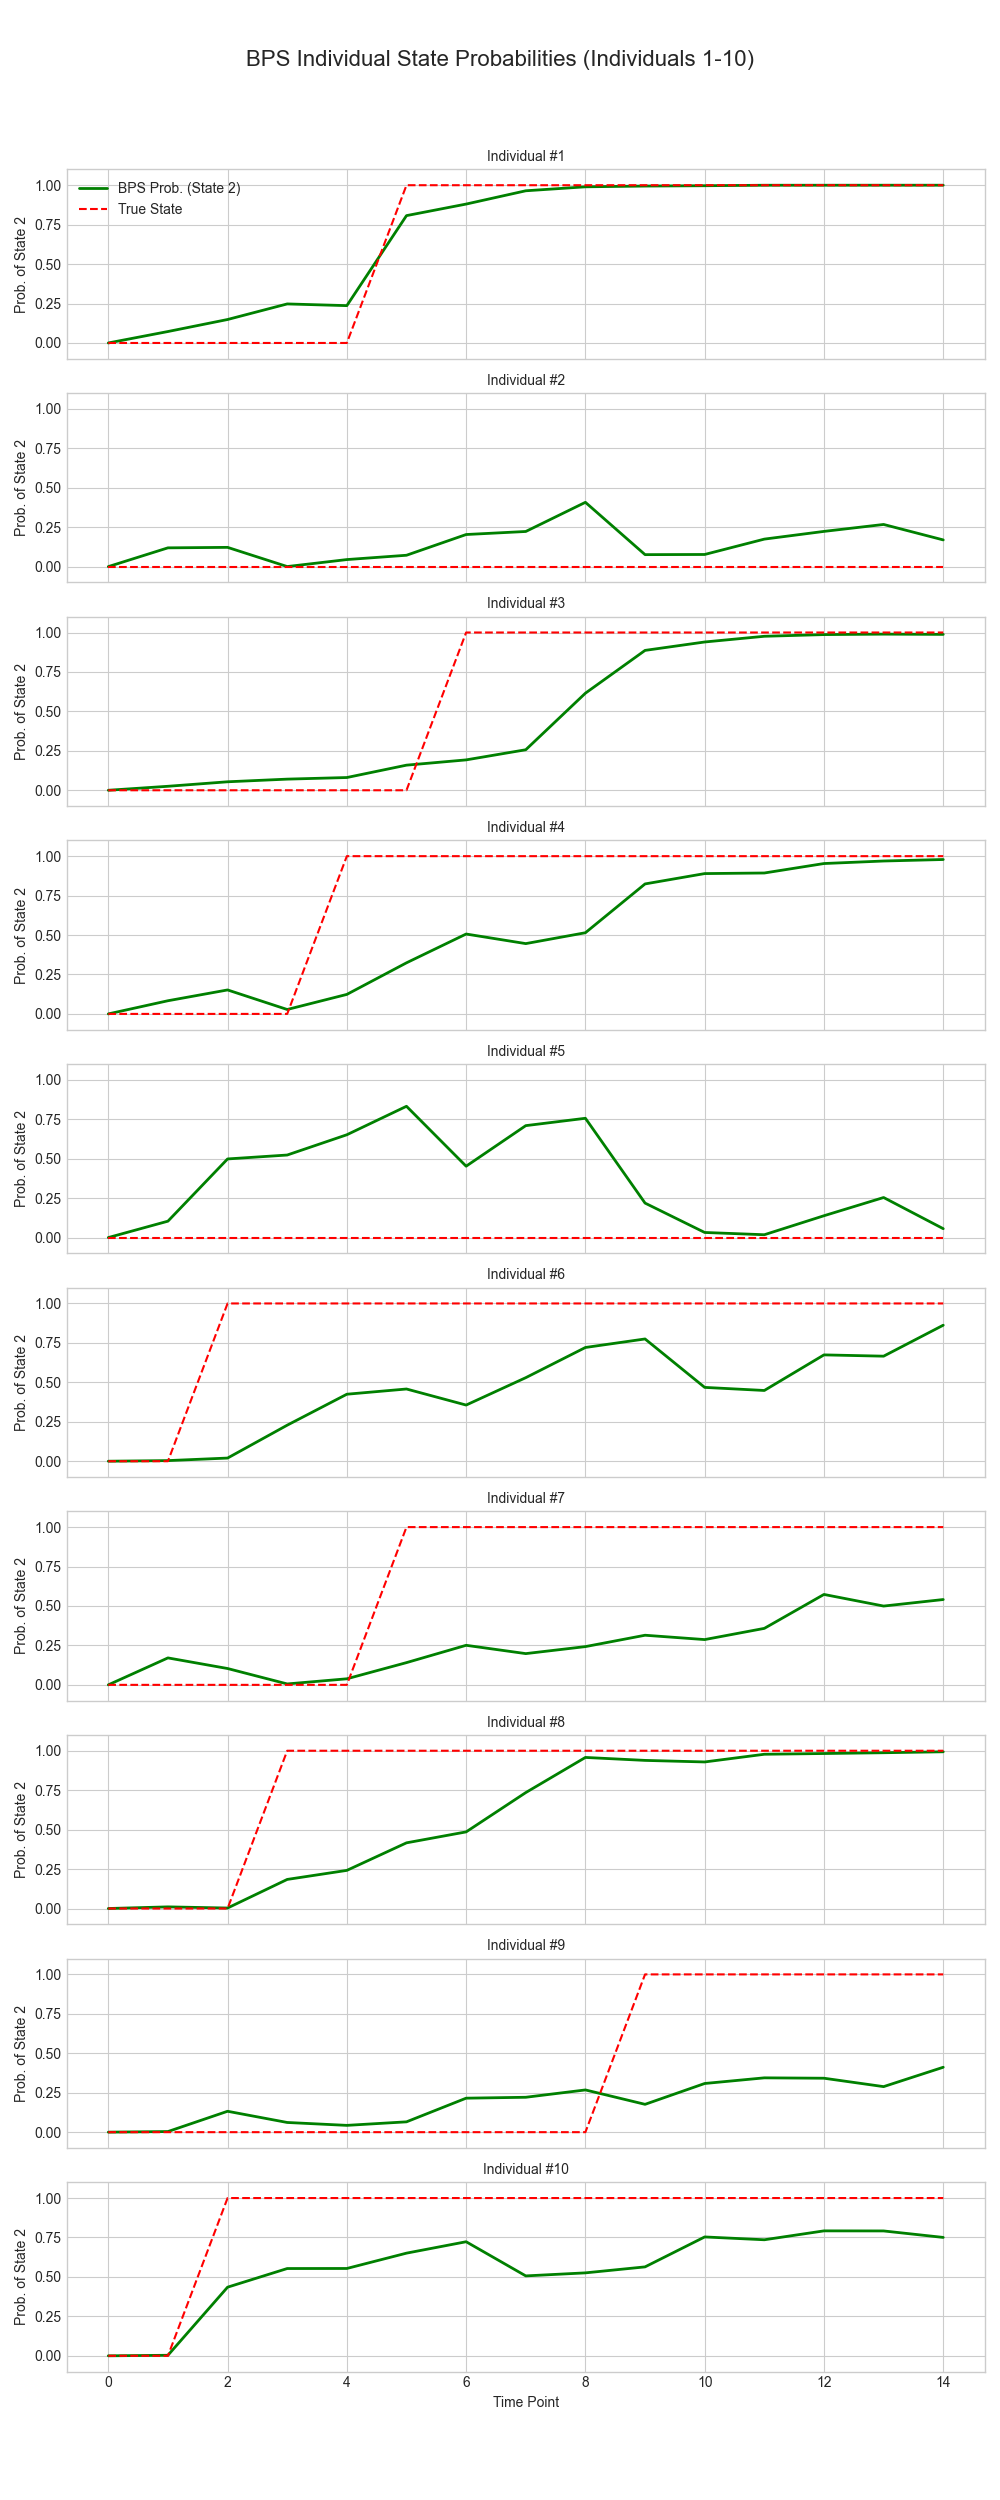 BPS Individual State Probabilities (Individuals 1-10)
Individual #1
BPS Prob. (State 2)
True State
Prob. of State 2
1.00
0.75
0.50
0.25
0.00
Individual #2
Prob. of State 2
1.00
0.75
0.50
0.25
0.00
Individual #3
Prob. of State 2
1.00
0.75
0.50
0.25
0.00
Individual #4
Prob. of State 2
1.00
0.75
0.50
0.25
0.00
Individual #5
Prob. of State 2
1.00
0.75
0.50
0.25
0.00
Individual #6
Prob. of State 2
1.00
0.75
0.50
0.25
0.00
Individual #7
Prob. of State 2
1.00
0.75
0.50
0.25
0.00
Individual #8
Prob. of State 2
1.00
0.75
0.50
0.25
0.00
Individual #9
Prob. of State 2
1.00
0.75
0.50
0.25
0.00
Individual #10
Prob. of State 2
1.00
0.75
0.50
0.25
0.00
0 2 4 6 8 10 12 14
Time Point